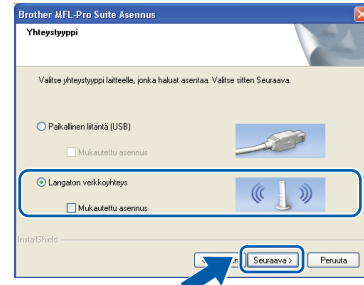 Brother MFL-Pro Suite Asennus
Yhteystyyppi
Valitse yhteystyyppi laitteelle, jonka haluat asentaa. Valitse sitten Seuraava.
Paikallinen liitäntä (USB)
Mukautettu asennus
Langaton verkkoyhteys
Mukautettu asennus
InstallShield
Seuraava > Peruuta